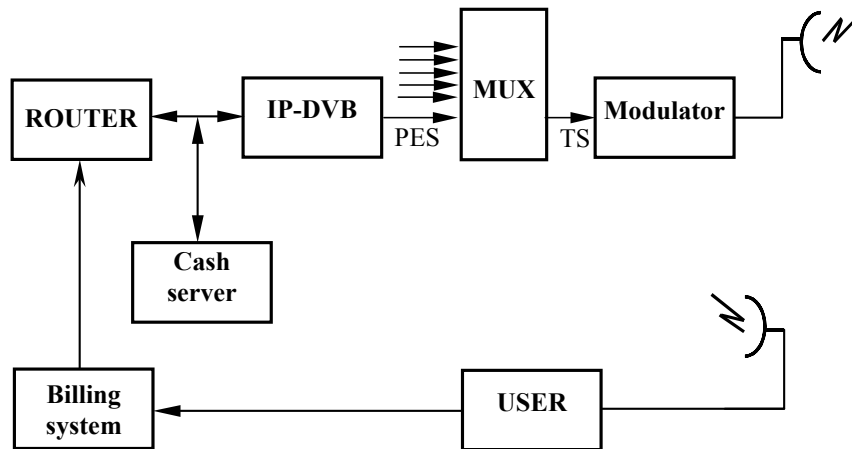 ROUTER
IP-DVB
PES
MUX
TS
Modulator
Cash
server
Billing
system
USER